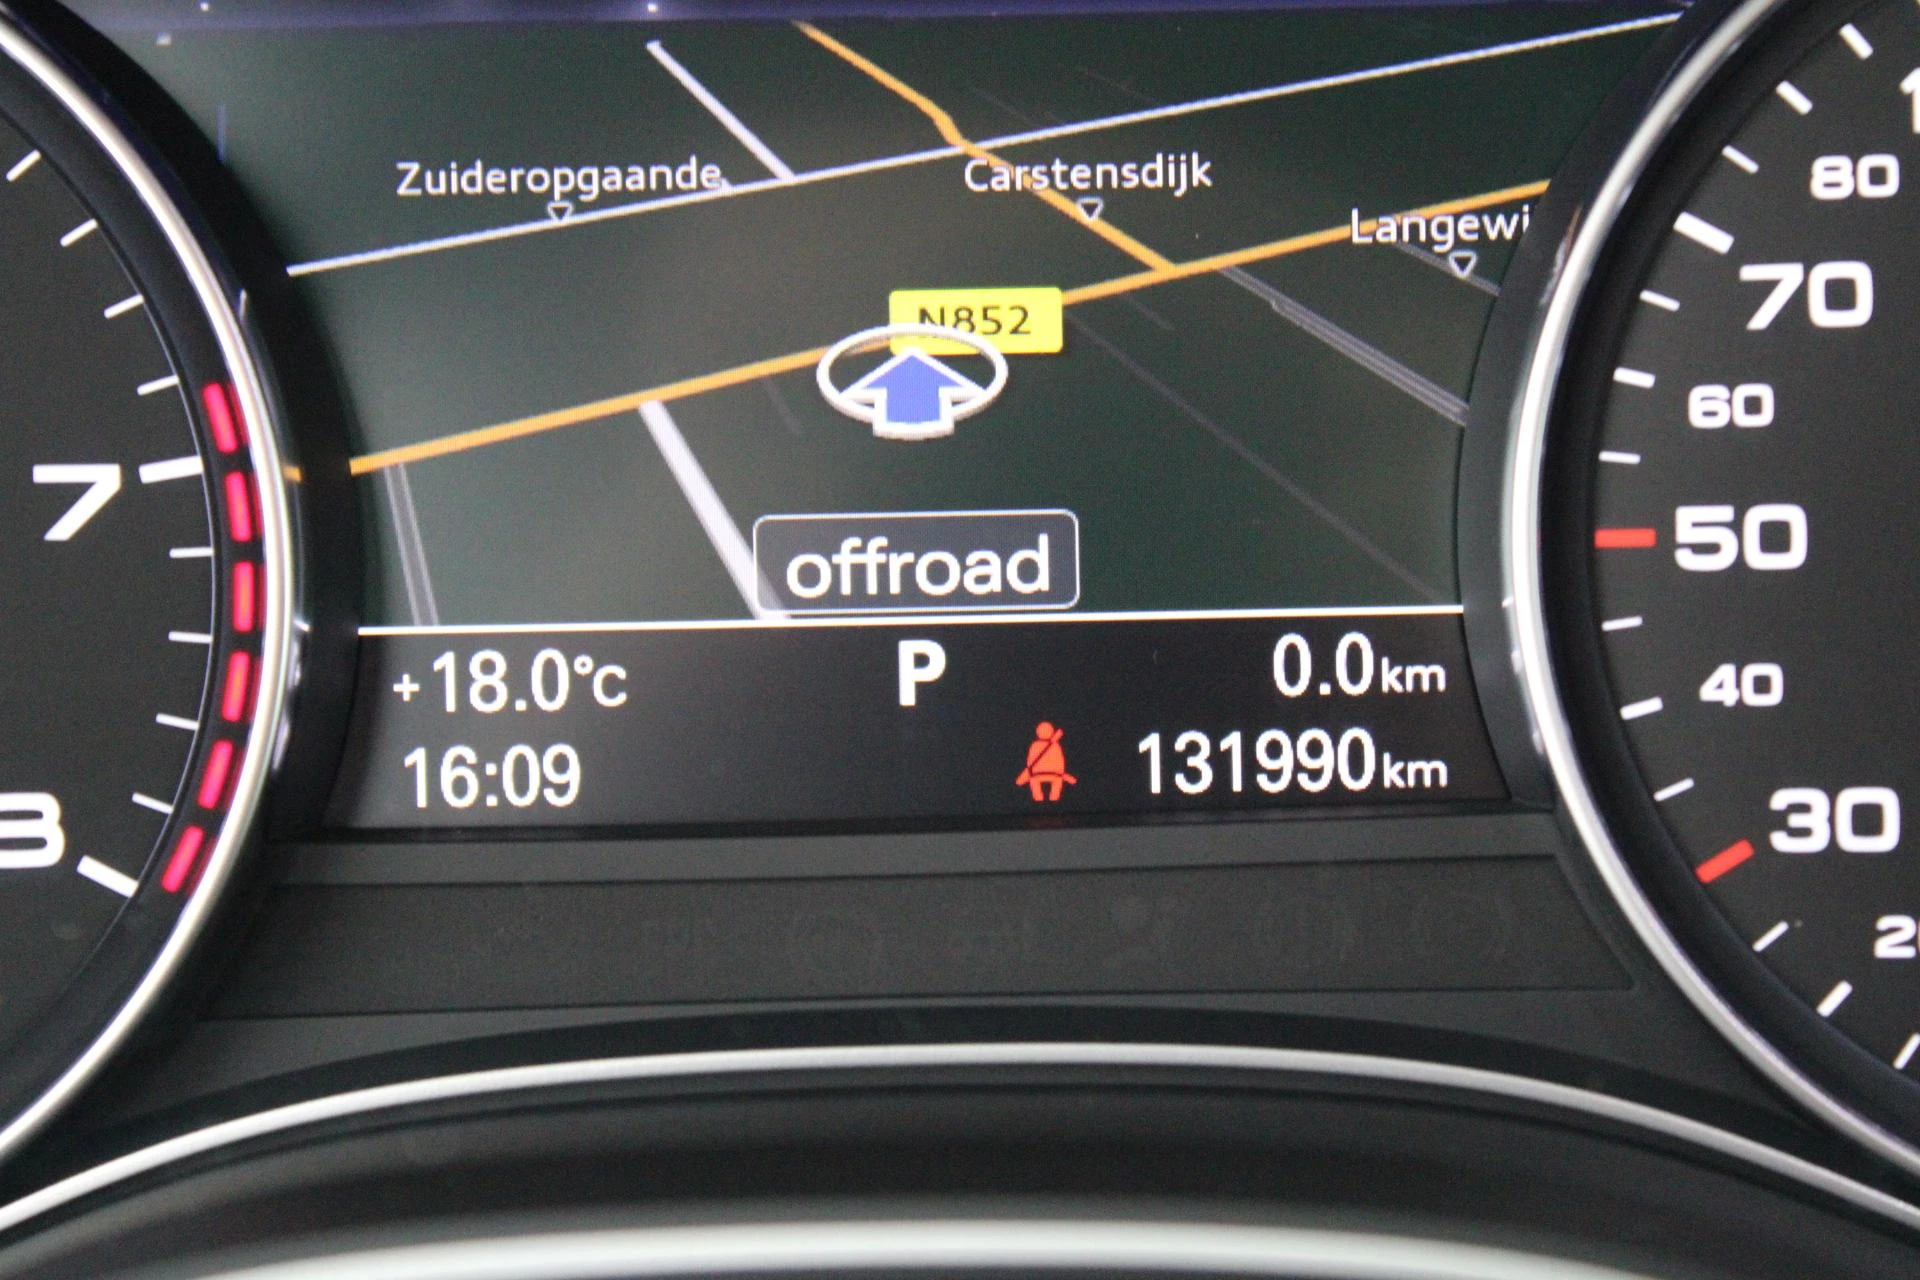 Zuideropgaande
Carstensdijk
Langewi
N852
offroad
+18.0°C
P
0.0km
16:09
131990km
7
8
80
70
60
50
40
30